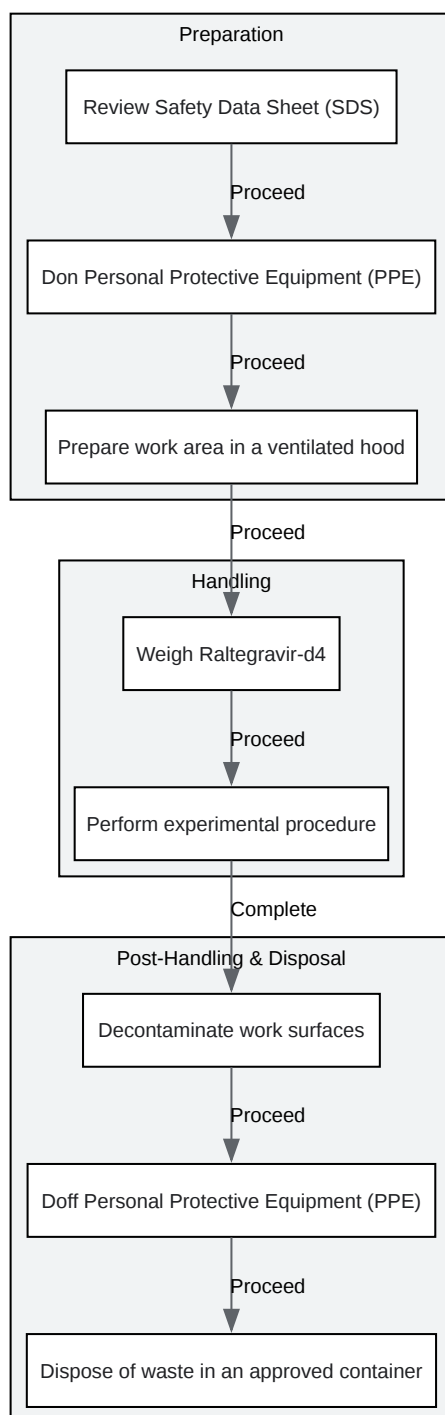 Preparation
Review Safety Data Sheet (SDS)
Proceed
Don Personal Protective Equipment (PPE)
Proceed
Prepare work area in a ventilated hood
Proceed
Handling
Weigh Raltegravir-d4
Proceed
Perform experimental procedure
Complete
Post-Handling & Disposal
Decontaminate work surfaces
Proceed
Doff Personal Protective Equipment (PPE)
Proceed
Dispose of waste in an approved container